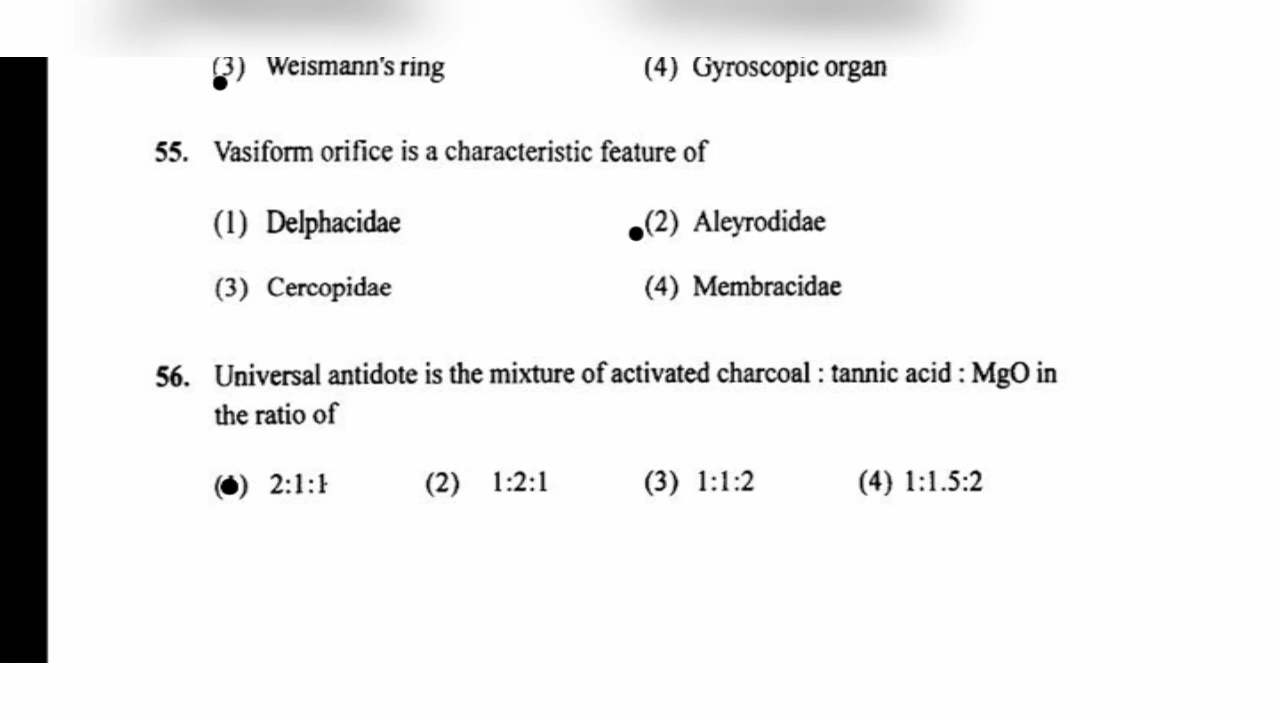 (3) Weismann's ring (4) Gyroscopic organ
55. Vasiform orifice is a characteristic feature of
(1) Delphacidae (2) Aleyrodidae
(3) Cercopidae (4) Membracidae
56. Universal antidote is the mixture of activated charcoal : tannic acid : MgO in
the ratio of
( ) 2:1:1 (2) 1:2:1 (3) 1:1:2 (4) 1:1.5:2